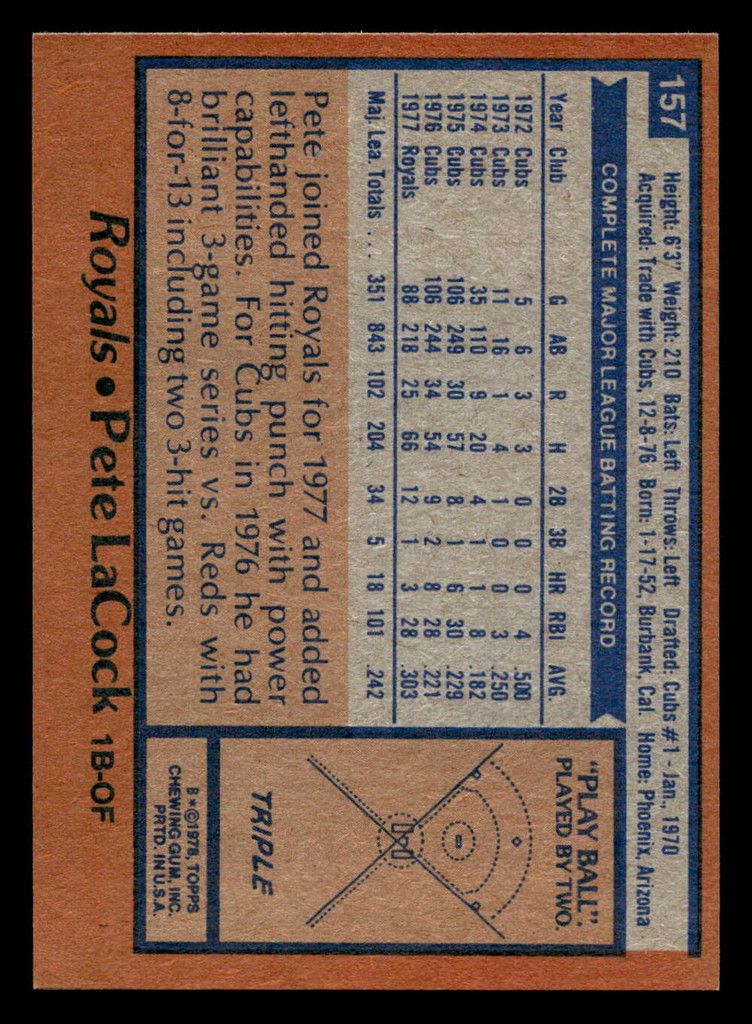 157
Height: 6'3" Weight: 210 Bats: Left Throws: Left Drafted: Cubs #1 - Jan., 1970
Acquired: Trade with Cubs, 12-8-76 Born: 1-17-52, Burbank, Cal. Home: Phoenix, Arizona
COMPLETE MAJOR LEAGUE BATTING RECORD
Year Club G AB R H 2B 3B HR RBI AVG.
1972 Cubs 5 6 3 3 0 0 0 4 .500
1973 Cubs 11 16 1 4 1 0 0 3 .250
1974 Cubs 35 110 9 20 4 1 1 8 .182
1975 Cubs 106 249 30 57 8 1 6 30 .229
1976 Cubs 106 244 34 54 9 2 8 28 .221
1977 Royals 88 218 25 66 12 1 3 28 .303
Maj. Lea. Totals ... 351 843 102 204 34 5 18 101 .242
Pete joined Royals for 1977 and added
lefthanded hitting punch with power
capabilities. For Cubs in 1976 he had
brilliant 3-game series vs. Reds with
8-for-13 including two 3-hit games.
"PLAY BALL".
PLAYED BY TWO.
TRIPLE
B*©1978, TOPPS
CHEWING GUM, INC.
PRTD. IN U.S.A.
Royals • Pete LaCock 1B-OF